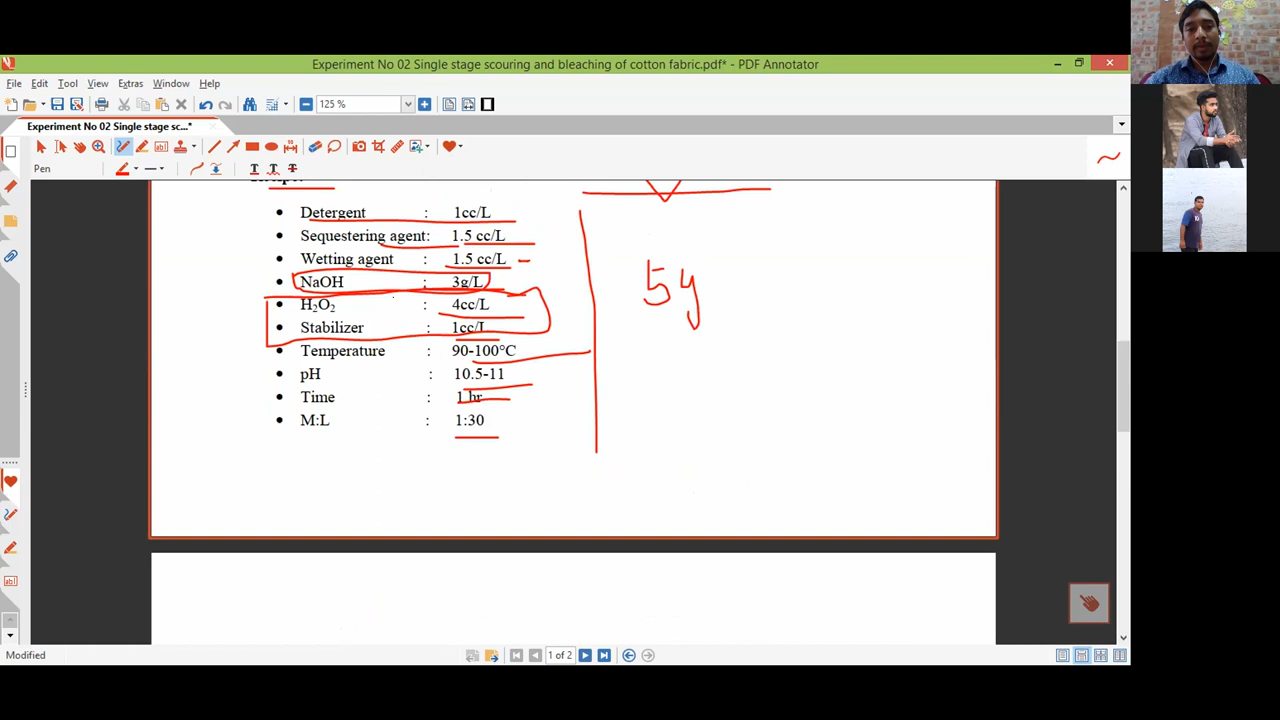 Experiment No 02 Single stage scouring and bleaching of cotton fabric.pdf* - PDF Annotator
File Edit Tool View Extras Window Help
125 %
Experiment No 02 Single stage sc...*
Pen
• Detergent : 1cc/L
• Sequestering agent: 1.5 cc/L
• Wetting agent : 1.5 cc/L
• NaOH : 3g/L
• H₂O₂ : 4cc/L
• Stabilizer : 1cc/L
• Temperature : 90-100°C
• pH : 10.5-11
• Time : 1 hr
• M:L : 1:30
5g
Modified
1 of 2